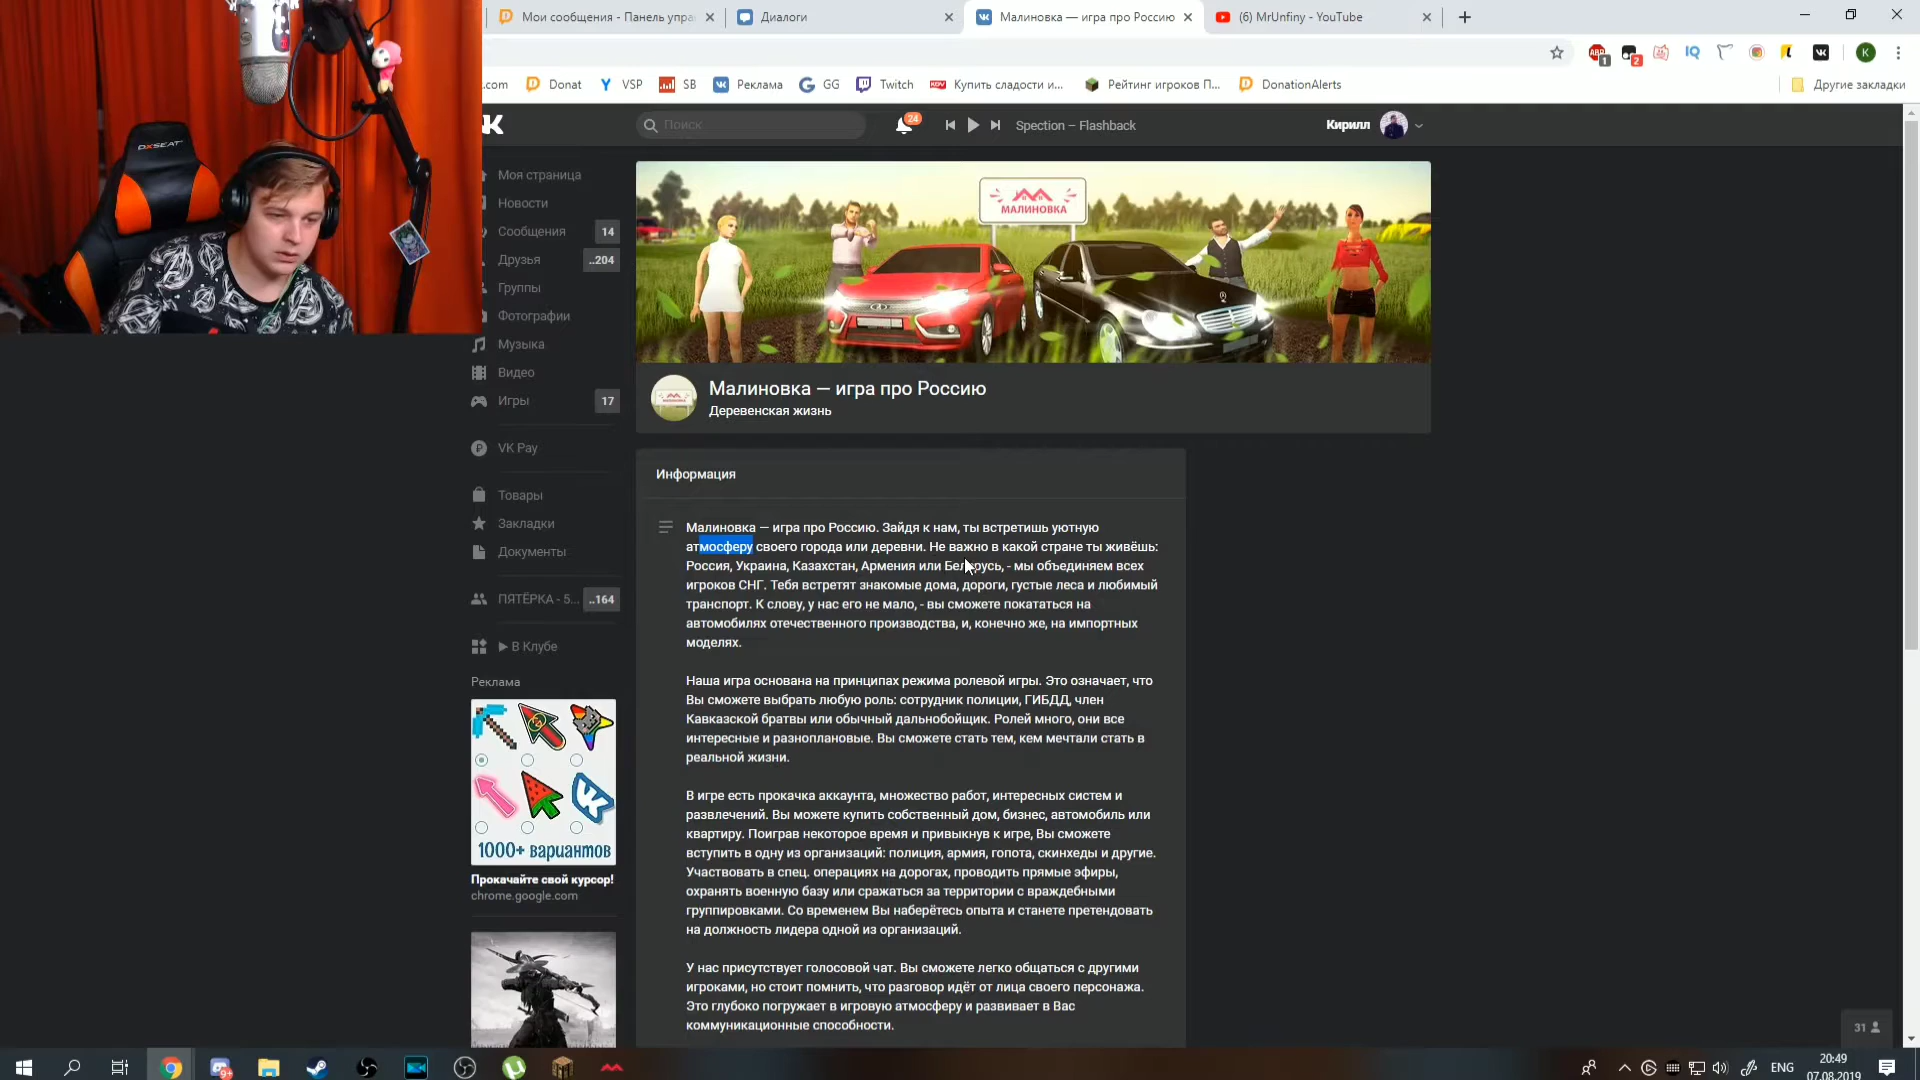 Мои сообщения - Панель упра
Диалоги
Малиновка — игра про Россию
(6) MrUnfiny - YouTube
ABP
1
2
IQ
K
.com
Donat
VSP
SB
Реклама
GG
Twitch
Купить сладости и...
Рейтинг игроков П...
DonationAlerts
Другие закладки
Поиск
24
Spection – Flashback
Кирилл
DXSEAT
Моя страница
Новости
Сообщения 14
Друзья ..204
Группы
Фотографии
Музыка
Видео
Игры 17
VK Pay
Товары
Закладки
Документы
ПЯТЁРКА - 5... ..164
В Клубе
Реклама
1000+ вариантов
Прокачайте свой курсор!
chrome.google.com
МАЛИНОВКА
Малиновка — игра про Россию
Деревенская жизнь
Информация
Малиновка — игра про Россию. Зайдя к нам, ты встретишь уютную
атмосферу своего города или деревни. Не важно в какой стране ты живёшь:
Россия, Украина, Казахстан, Армения или Беларусь, - мы объединяем всех
игроков СНГ. Тебя встретят знакомые дома, дороги, густые леса и любимый
транспорт. К слову, у нас его не мало, - вы сможете покататься на
автомобилях отечественного производства, и, конечно же, на импортных
моделях.
Наша игра основана на принципах режима ролевой игры. Это означает, что
Вы сможете выбрать любую роль: сотрудник полиции, ГИБДД, член
Кавказской братвы или обычный дальнобойщик. Ролей много, они все
интересные и разноплановые. Вы сможете стать тем, кем мечтали стать в
реальной жизни.
В игре есть прокачка аккаунта, множество работ, интересных систем и
развлечений. Вы можете купить собственный дом, бизнес, автомобиль или
квартиру. Поиграв некоторое время и привыкнув к игре, Вы сможете
вступить в одну из организаций: полиция, армия, гопота, скинхеды и другие.
Участвовать в спец. операциях на дорогах, проводить прямые эфиры,
охранять военную базу или сражаться за территории с враждебными
группировками. Со временем Вы наберётесь опыта и станете претендовать
на должность лидера одной из организаций.
У нас присутствует голосовой чат. Вы сможете легко общаться с другими
игроками, но стоит помнить, что разговор идёт от лица своего персонажа.
Это глубоко погружает в игровую атмосферу и развивает в Вас
коммуникационные способности.
31
9+
ENG
20:49
07.08.2019